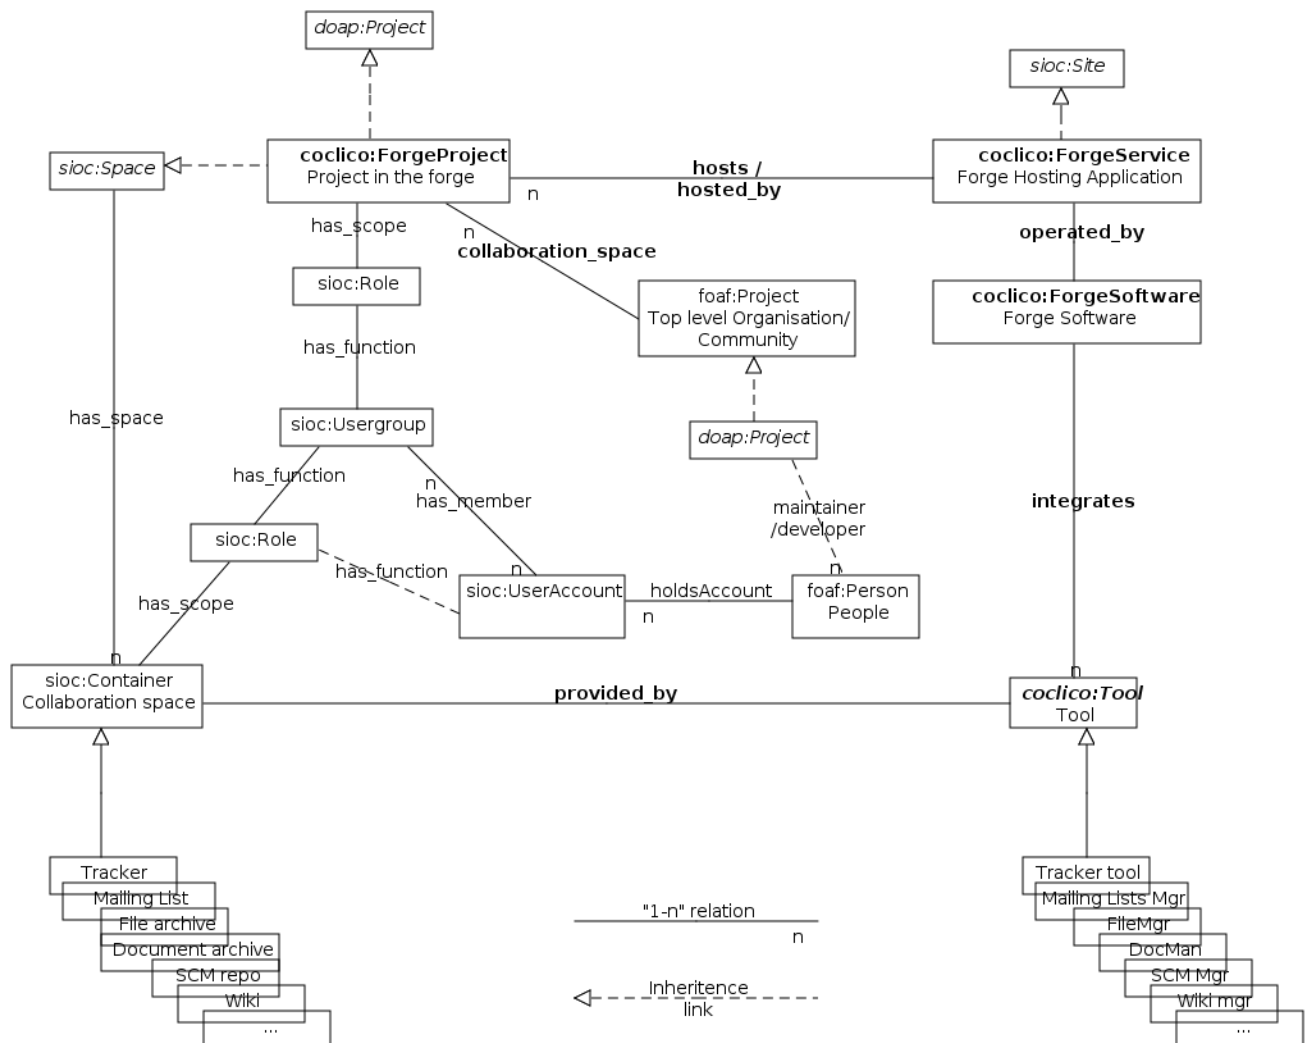 doap:Project
sioc:Site
coclico:ForgeProject
Project in the forge
sioc:Space
hosts /
hosted_by
n
coclico:ForgeService
Forge Hosting Application
has_scope
n
collaboration_space
operated_by
sioc:Role
foaf:Project
Top level Organisation/
Community
coclico:ForgeSoftware
Forge Software
has_function
has_space
sioc:Usergroup
doap:Project
has_function
n
has_member
maintainer
/developer
integrates
sioc:Role
has_function
n
n
sioc:UserAccount
holdsAccount
n
foaf:Person
People
has_scope
n
n
sioc:Container
Collaboration space
provided_by
coclico:Tool
Tool
Tracker
Mailing List
File archive
Document archive
SCM repo
Wiki
...
"1-n" relation
n
Inheritence
link
Tracker tool
Mailing Lists Mgr
FileMgr
DocMan
SCM Mgr
Wiki mgr
...